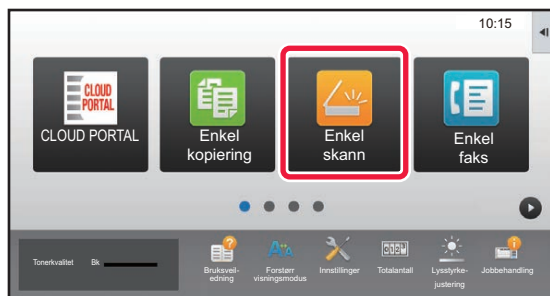 10:15
CLOUD
PORTAL
CLOUD PORTAL
Enkel
kopiering
Enkel
skann
Enkel
faks
Tonerkvalitet Bk
Bruksveil-
edning
Forstørr
visningsmodus
Innstillinger
Totalantall
Lysstyrke-
justering
Jobbehandling